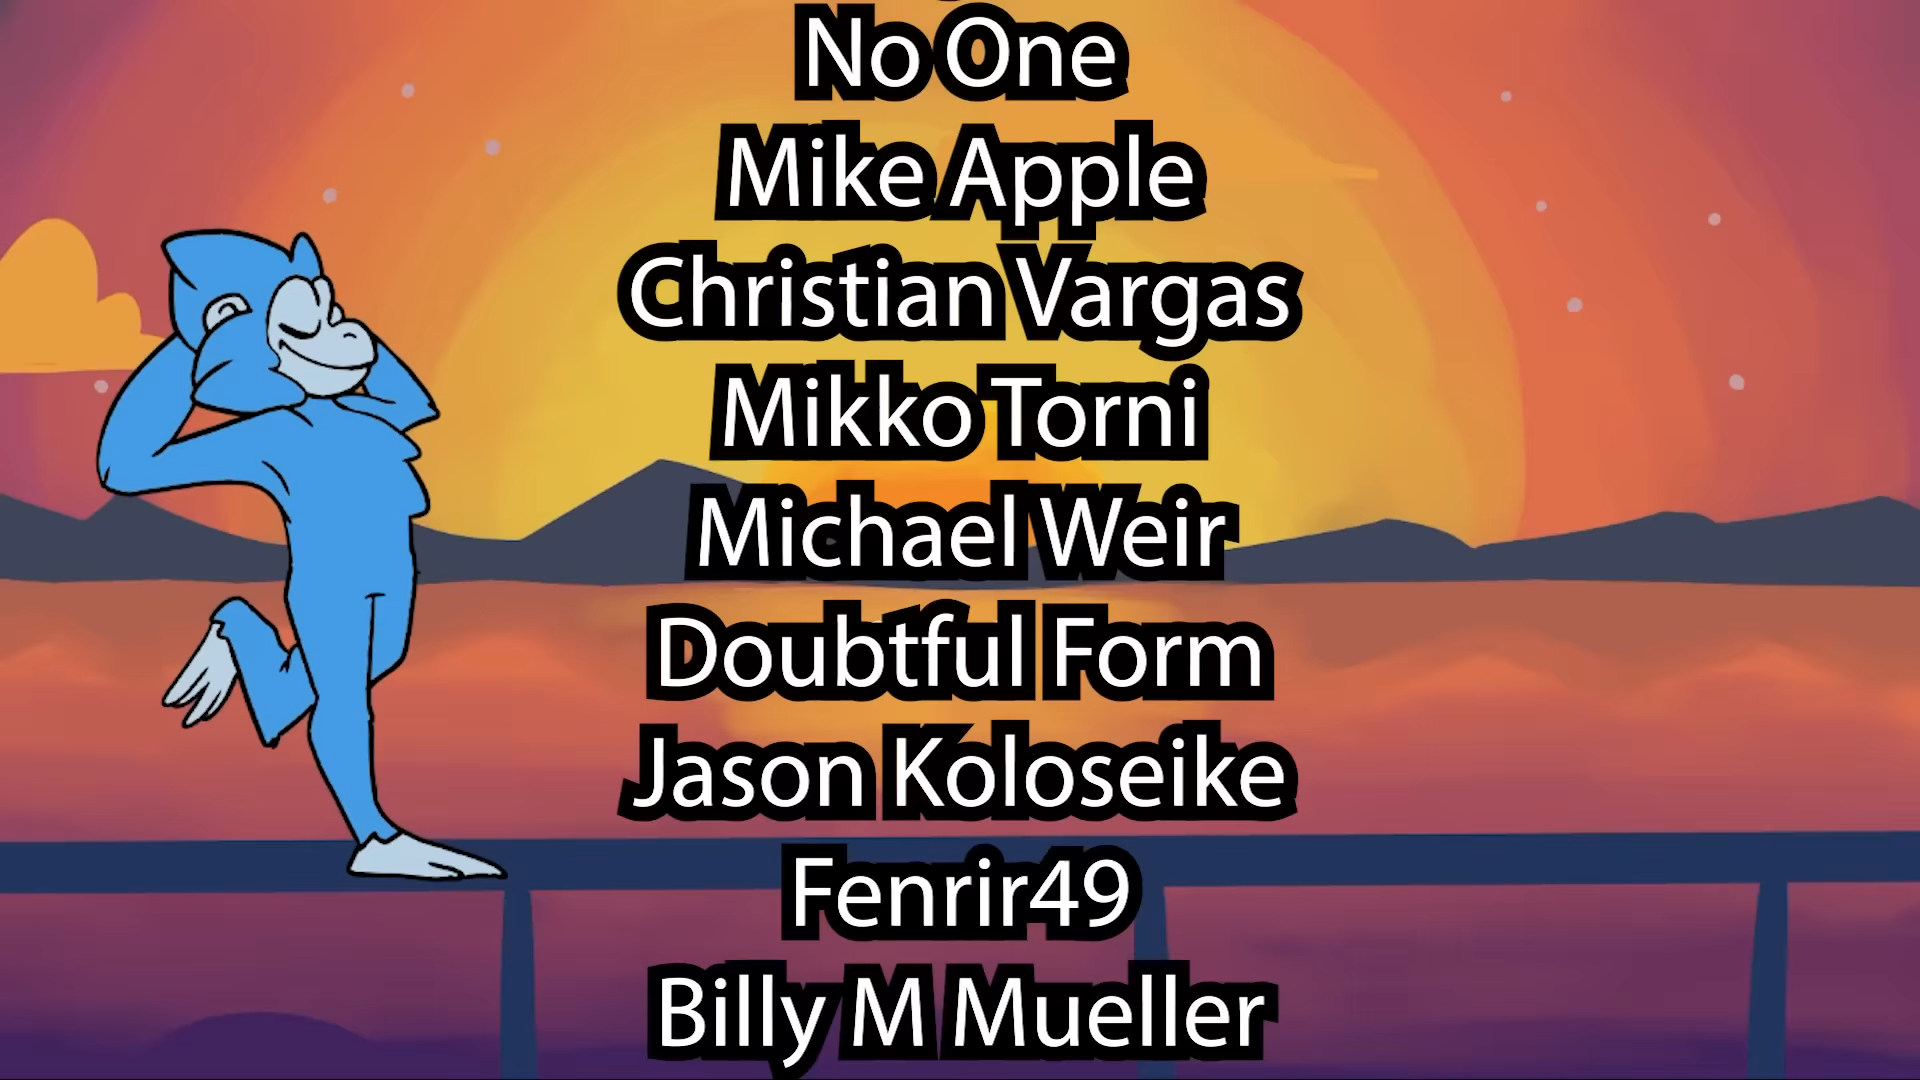 No One
Mike Apple
Christian Vargas
Mikko Torni
Michael Weir
Doubtful Form
Jason Koloseike
Fenrir49
Billy M Mueller